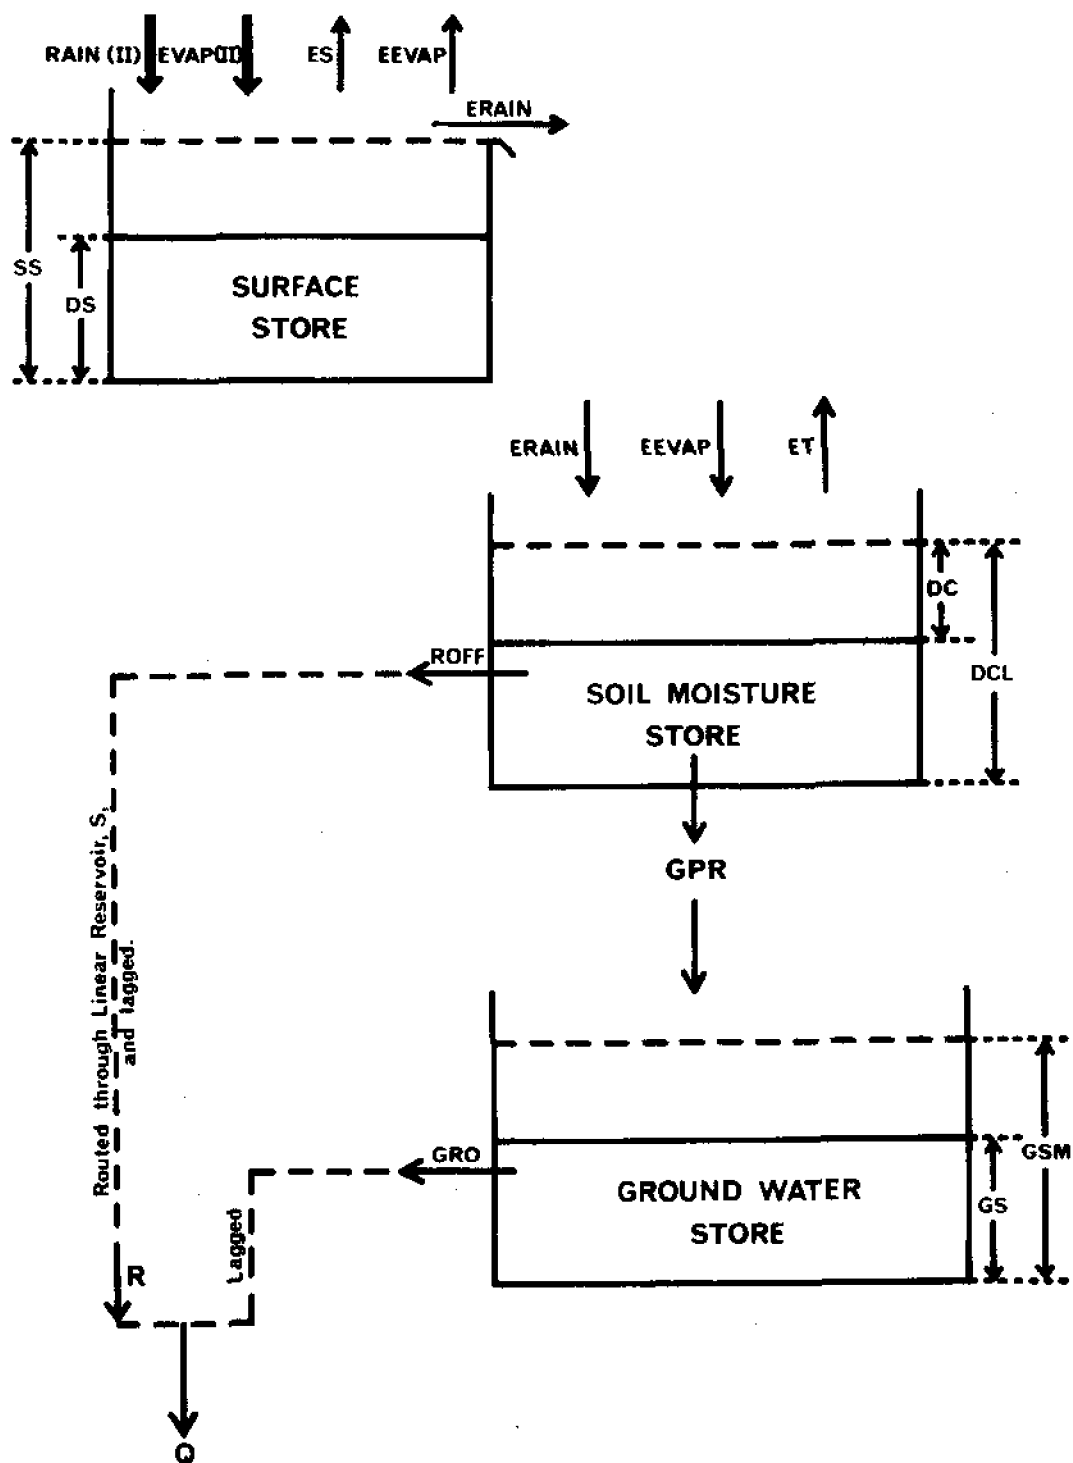 RAIN (II) EVAP(II) ES EEVAP
ERAIN
SS
DS
SURFACE
STORE
ERAIN EEVAP ET
DC
DCL
ROFF
SOIL MOISTURE
STORE
GPR
Routed through Linear Reservoir, S,
and lagged.
GSM
GRO
GS
GROUND WATER
STORE
Lagged
R
Q